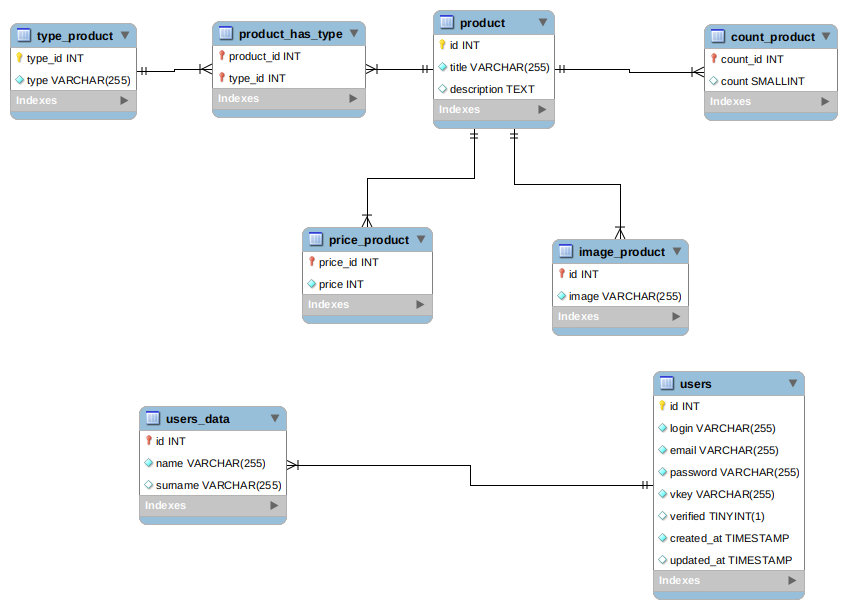 type_product
type_id INT
type VARCHAR(255)
Indexes
product_has_type
product_id INT
type_id INT
Indexes
product
id INT
title VARCHAR(255)
description TEXT
Indexes
count_product
count_id INT
count SMALLINT
Indexes
price_product
price_id INT
price INT
Indexes
image_product
id INT
image VARCHAR(255)
Indexes
users_data
id INT
name VARCHAR(255)
surname VARCHAR(255)
Indexes
users
id INT
login VARCHAR(255)
email VARCHAR(255)
password VARCHAR(255)
vkey VARCHAR(255)
verified TINYINT(1)
created_at TIMESTAMP
updated_at TIMESTAMP
Indexes